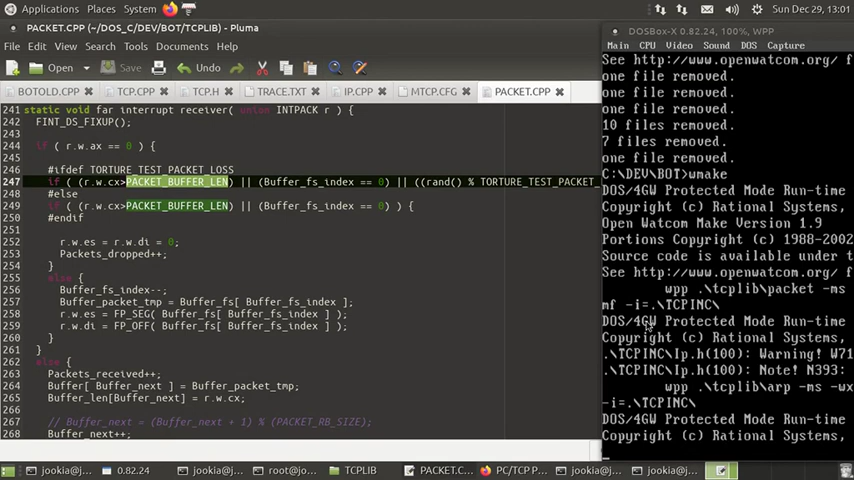 Applications Places System Sun Dec 29, 13:01
PACKET.CPP (~/DOS_C/DEV/BOT/TCPLIB) - Pluma
File Edit View Search Tools Documents Help
Open Save Undo
BOTOLD.CPP TCP.CPP TCP.H TRACE.TXT IP.CPP MTCP.CFG PACKET.CPP
241 static void far interrupt receiver( union INTPACK r ) {
242 FINT_DS_FIXUP();
243
244 if ( r.w.ax == 0 ) {
245
246 #ifdef TORTURE_TEST_PACKET_LOSS
247 if ( (r.w.cx>PACKET_BUFFER_LEN) || (Buffer_fs_index == 0) || ((rand() % TORTURE_TEST_PACKET_
248 #else
249 if ( (r.w.cx>PACKET_BUFFER_LEN) || (Buffer_fs_index == 0) ) {
250 #endif
251
252 r.w.es = r.w.di = 0;
253 Packets_dropped++;
254 }
255 else {
256 Buffer_fs_index--;
257 Buffer_packet_tmp = Buffer_fs[ Buffer_fs_index ];
258 r.w.es = FP_SEG( Buffer_packet_tmp );
259 r.w.di = FP_OFF( Buffer_packet_tmp );
260 }
261 }
262 else {
263 Packets_received++;
264 Buffer[ Buffer_next ] = Buffer_packet_tmp;
265 Buffer_len[Buffer_next] = r.w.cx;
266
267 // Buffer_next = (Buffer_next + 1) % (PACKET_RB_SIZE);
268 Buffer_next++;
DOSBox-X 0.82.24, 100%, WPP
Main CPU Video Sound DOS Capture
See http://www.openwatcom.org/ f
one file removed.
one file removed.
one file removed.
10 files removed.
7 files removed.
one file removed.
C:\DEV\BOT>wmake
DOS/4GW Protected Mode Run-time
Copyright (c) Rational Systems,
Open Watcom Make Version 1.9
Portions Copyright (c) 1988-2002
Source code is available under t
See http://www.openwatcom.org/ f
wpp .\tcplib\packet -ms
mf -i=.\TCPINC\
DOS/4GW Protected Mode Run-time
Copyright (c) Rational Systems,
.\TCPINC\Ip.h(100): Warning! W71
.\TCPINC\Ip.h(100): Note! N393:
wpp .\tcplib\arp -ms -wx
-i=.\TCPINC\
DOS/4GW Protected Mode Run-time
Copyright (c) Rational Systems,
jookia@... 0.82.24 jookia@... root@jo... TCPLIB PACKET.C... PC/TCP P... jookia@... jookia@...